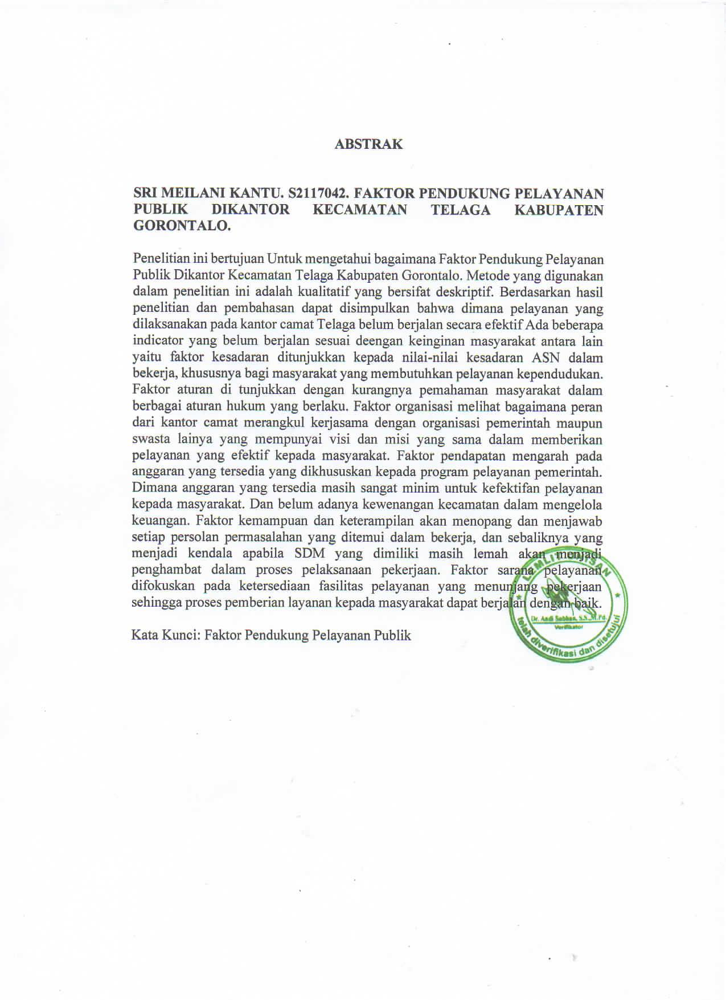 ABSTRAK
SRI MEILANI KANTU. S2117042. FAKTOR PENDUKUNG PELAYANAN
PUBLIK DIKANTOR KECAMATAN TELAGA KABUPATEN
GORONTALO.
Penelitian ini bertujuan Untuk mengetahui bagaimana Faktor Pendukung Pelayanan
Publik Dikantor Kecamatan Telaga Kabupaten Gorontalo. Metode yang digunakan
dalam penelitian ini adalah kualitatif yang bersifat deskriptif. Berdasarkan hasil
penelitian dan pembahasan dapat disimpulkan bahwa dimana pelayanan yang
dilaksanakan pada kantor camat Telaga belum berjalan secara efektif Ada beberapa
indicator yang belum berjalan sesuai deengan keinginan masyarakat antara lain
yaitu faktor kesadaran ditunjukkan kepada nilai-nilai kesadaran ASN dalam
bekerja, khususnya bagi masyarakat yang membutuhkan pelayanan kependudukan.
Faktor aturan di tunjukkan dengan kurangnya pemahaman masyarakat dalam
berbagai aturan hukum yang berlaku. Faktor organisasi melihat bagaimana peran
dari kantor camat merangkul kerjasama dengan organisasi pemerintah maupun
swasta lainya yang mempunyai visi dan misi yang sama dalam memberikan
pelayanan yang efektif kepada masyarakat. Faktor pendapatan mengarah pada
anggaran yang tersedia yang dikhususkan kepada program pelayanan pemerintah.
Dimana anggaran yang tersedia masih sangat minim untuk kefektifan pelayanan
kepada masyarakat. Dan belum adanya kewenangan kecamatan dalam mengelola
keuangan. Faktor kemampuan dan keterampilan akan menopang dan menjawab
setiap persolan permasalahan yang ditemui dalam bekerja, dan sebaliknya yang
menjadi kendala apabila SDM yang dimiliki masih lemah akan menjadi
penghambat dalam proses pelaksanaan pekerjaan. Faktor sarana pelayanan
difokuskan pada ketersediaan fasilitas pelayanan yang menunjang pekerjaan
sehingga proses pemberian layanan kepada masyarakat dapat berjalan dengan baik.
Kata Kunci: Faktor Pendukung Pelayanan Publik
Dr. Andi Subhan, S.S., M.Pd.
Verifikator
telah diverifikasi dan disetujui